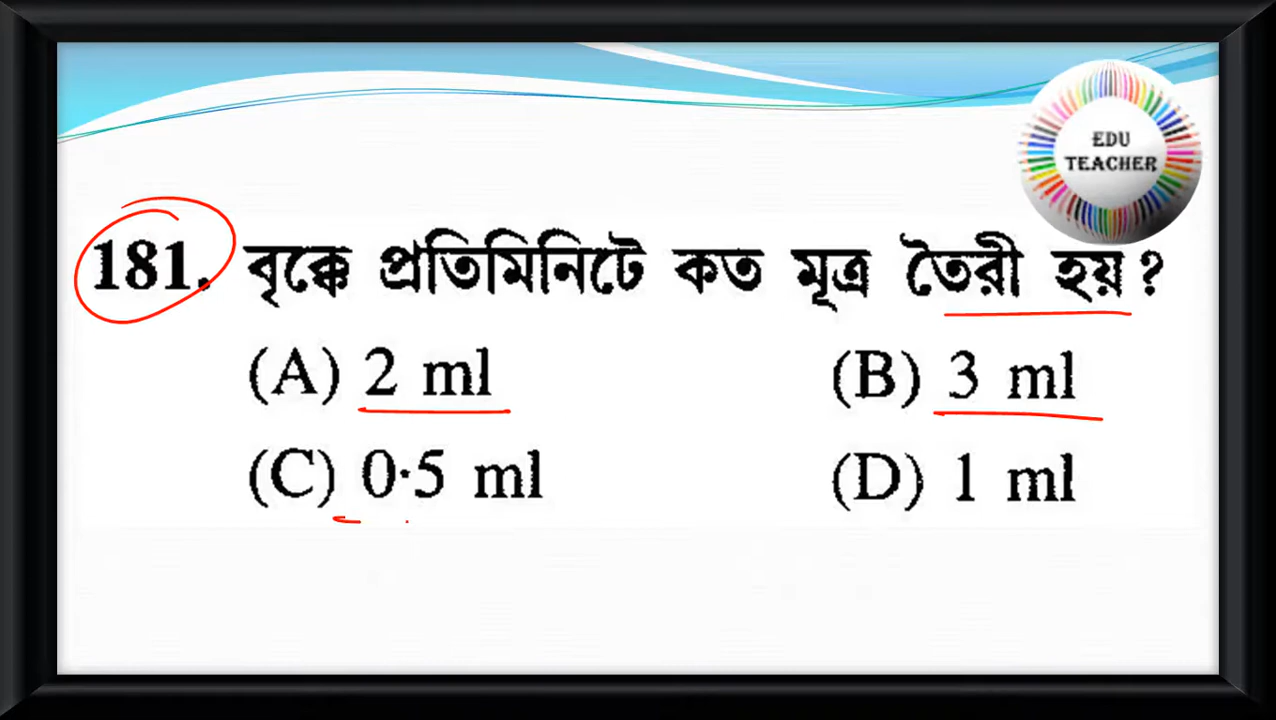 EDU
TEACHER
181. বৃক্কে প্রতিমিনিটে কত মূত্র তৈরী হয়?
(A) 2 ml (B) 3 ml
(C) 0·5 ml (D) 1 ml